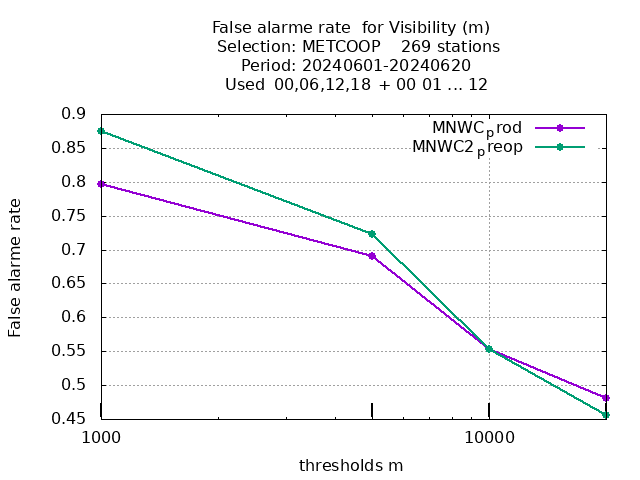 False alarme rate  for Visibility (m)
Selection: METCOOP    269 stations
Period: 20240601-20240620
Used  00,06,12,18  + 00 01 ... 12
MNWCprod
MNWC2preop
0.9
0.85
0.8
0.75
0.7
0.65
0.6
0.55
0.5
0.45
False alarme rate
1000
10000
thresholds m